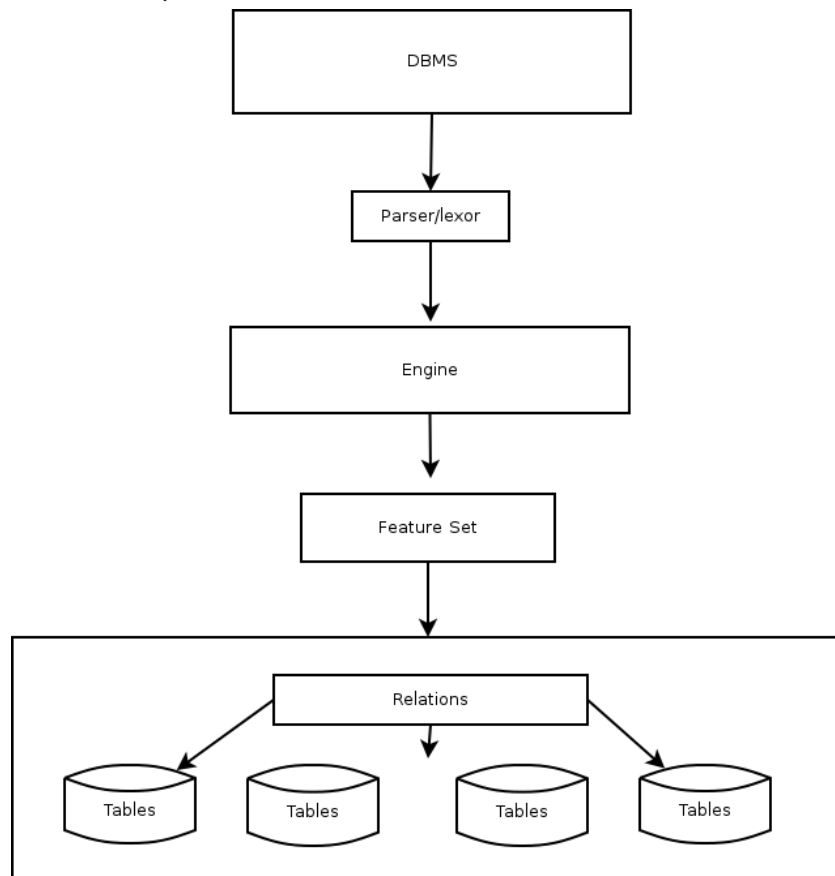 DBMS
Parser/lexor
Engine
Feature Set
Relations
Tables
Tables
Tables
Tables